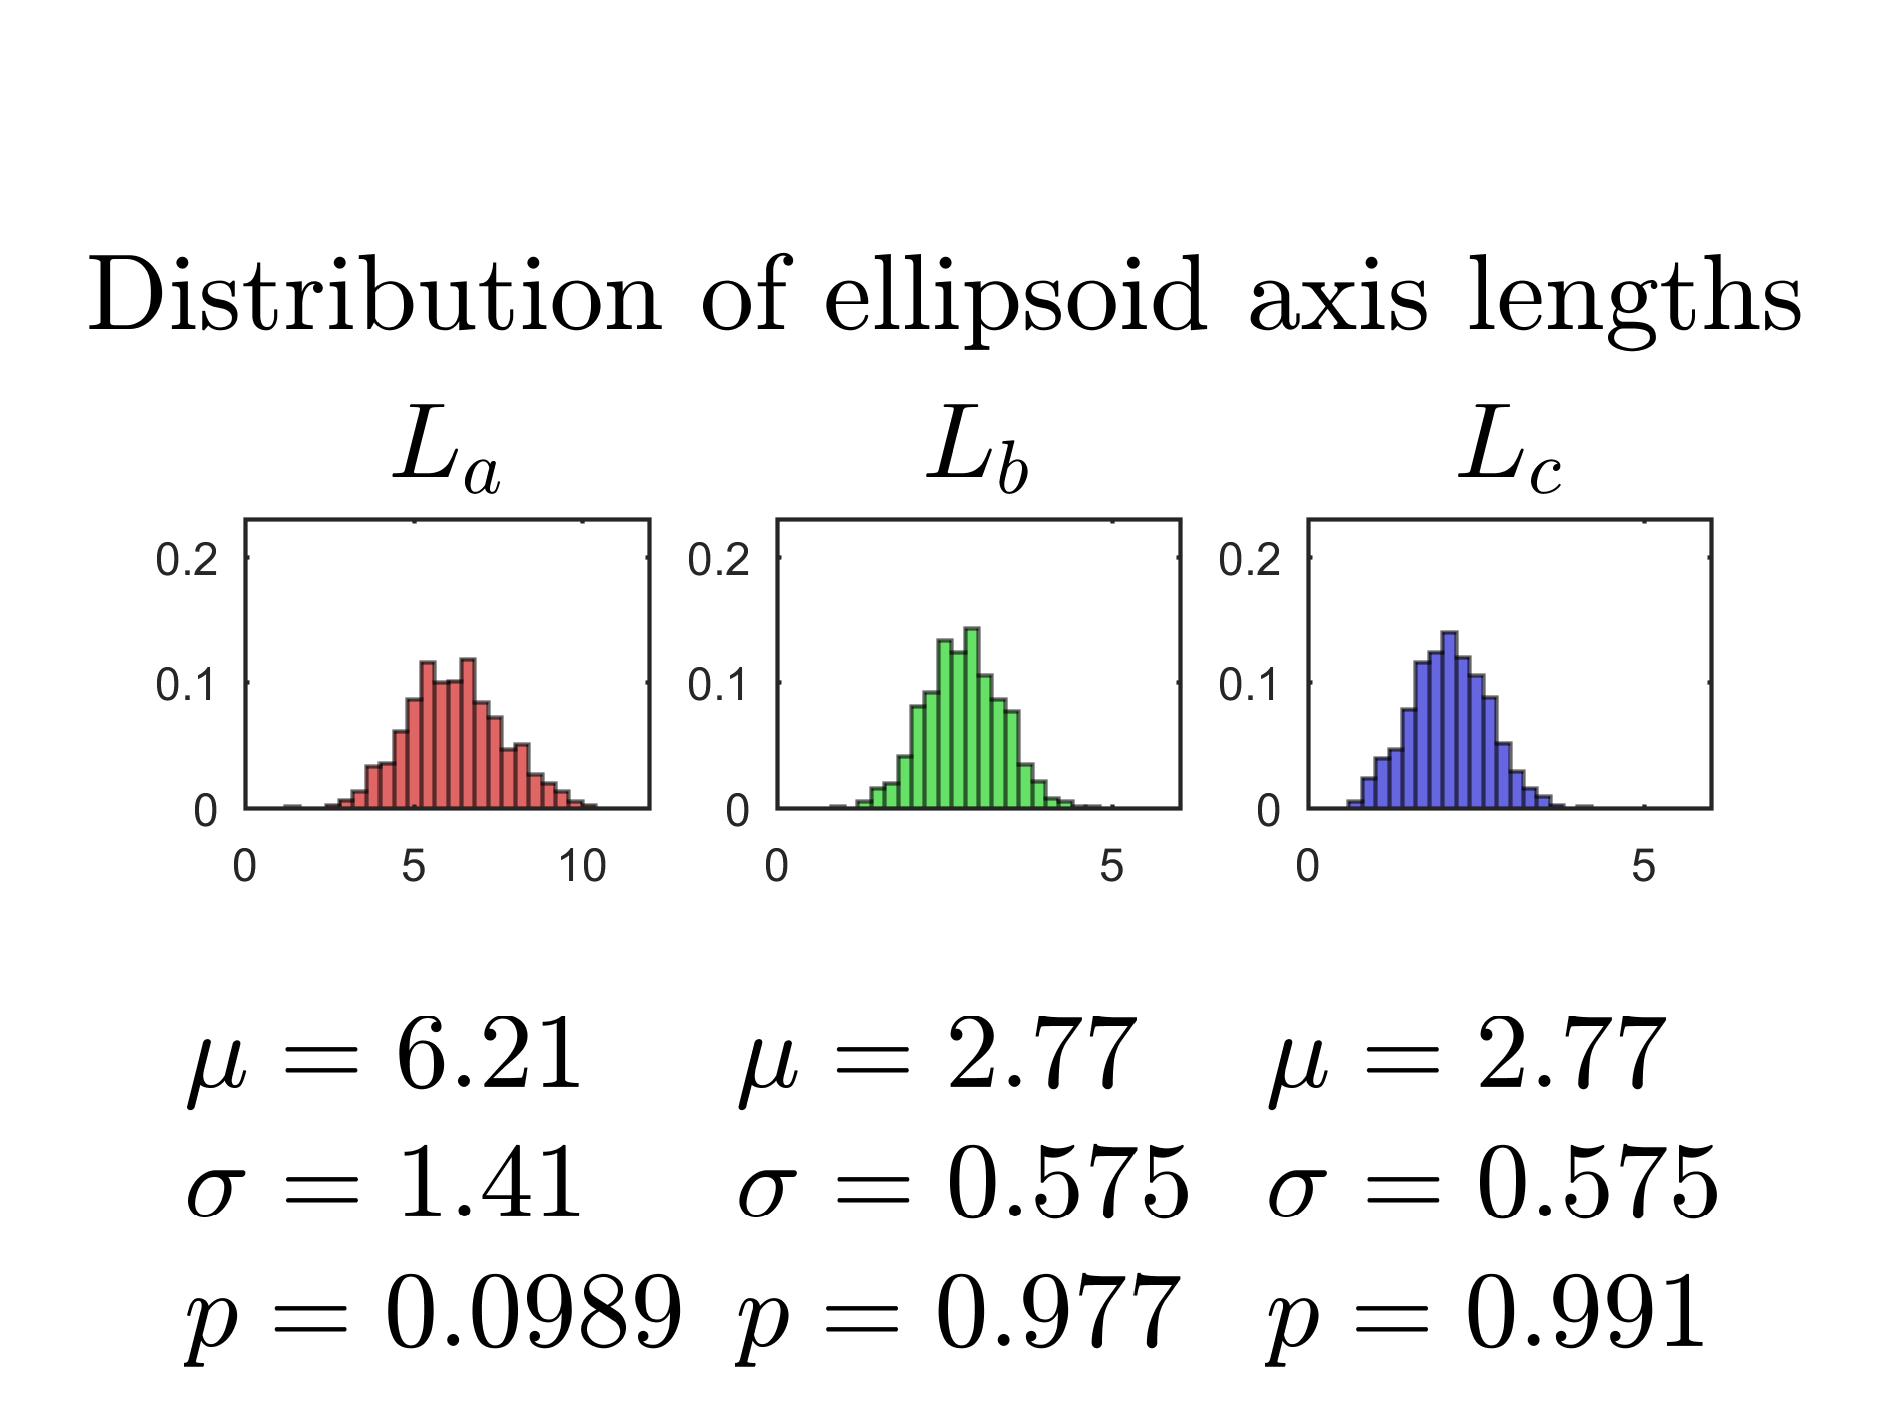 Distribution of ellipsoid axis lengths
L_a L_b L_c
0.2 0.2 0.2
0.1 0.1 0.1
0 0 0
0 5 10 0 5 0 5
μ = 6.21 μ = 2.77 μ = 2.77
σ = 1.41 σ = 0.575 σ = 0.575
p = 0.0989 p = 0.977 p = 0.991